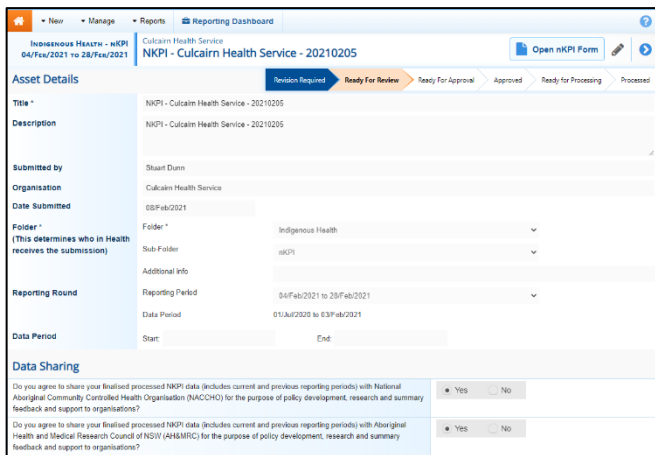 New Manage Reports Reporting Dashboard ?
Indigenous Health - nKPI
04/Feb/2021 to 28/Feb/2021
Culcairn Health Service
NKPI - Culcairn Health Service - 20210205
Open nKPI Form
Asset Details
Revision Required Ready For Review Ready For Approval Approved Ready for Processing Processed
Title * NKPI - Culcairn Health Service - 20210205
Description NKPI - Culcairn Health Service - 20210205
Submitted by Stuart Dunn
Organisation Culcairn Health Service
Date Submitted 08/Feb/2021
Folder * Folder * Indigenous Health
(This determines who in Health
receives the submission)
Sub-Folder nKPI
Additional info
Reporting Round Reporting Period 04/Feb/2021 to 28/Feb/2021
Data Period 01/Jul/2020 to 03/Feb/2021
Data Period Start: End:
Data Sharing
Do you agree to share your finalised processed NKPI data (includes current and previous reporting periods) with National
Aboriginal Community Controlled Health Organisation (NACCHO) for the purpose of policy development, research and summary
feedback and support to organisations?
Yes No
Do you agree to share your finalised processed NKPI data (includes current and previous reporting periods) with Aboriginal
Health and Medical Research Council of NSW (AH&MRC) for the purpose of policy development, research and summary
feedback and support to organisations?
Yes No